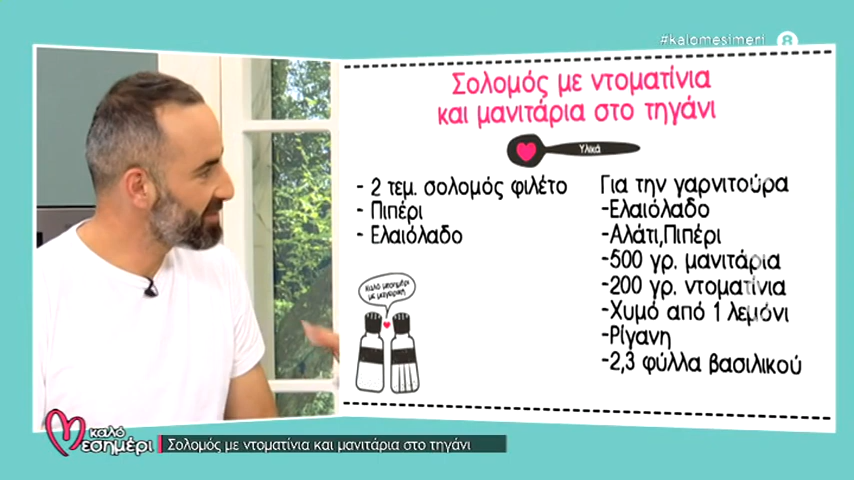 #kalomesimeri R
Σολομός με ντοματίνια
και μανιτάρια στο τηγάνι
Υλικά
- 2 τεμ. σολομός φιλέτο
- Πιπέρι
- Ελαιόλαδο
Για την γαρνιτούρα
-Ελαιόλαδο
-Αλάτι,Πιπέρι
-500 γρ. μανιτάρια
-200 γρ. ντοματίνια
-Χυμό από 1 λεμόνι
-Ρίγανη
-2,3 φύλλα βασιλικού
Καλό μεσημέρι
με μαγειρική
καλό
μεσημέρι
Σολομός με ντοματίνια και μανιτάρια στο τηγάνι